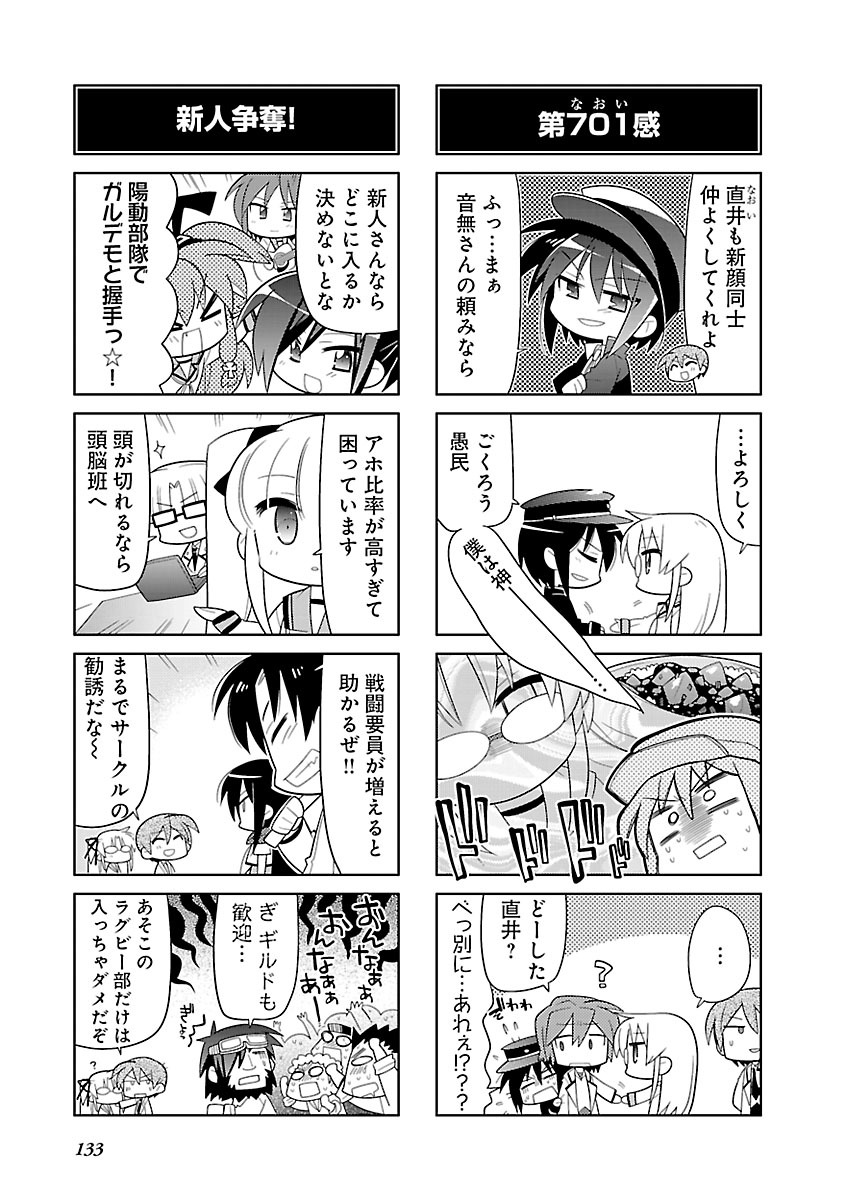 なおい
第701感
直井も新顔同士
なおい
仲よくしてくれよ
ふっ…まぁ
音無さんの頼みなら
…よろしく
ごくろう
愚民
僕は神
……
ドドドド
…
どーした
直井?
?
ぞわわ
べっ別に…あれぇ!???
新人争奪!
新人さんなら
どこに入るか
決めないとな
陽動部隊で
ガルデモと握手っ☆!
アホ比率が高すぎて
困っています
頭が切れるなら
頭脳班へ
戦闘要員が増えると
助かるぜ!!
まるでサークルの
勧誘だな〜
おんなぁぁ
おんなぁぁあー
ぎ ギルドも
歓迎…
ぎょっ
?
あそこの
ラグビー部だけは
入っちゃダメだぞ
133